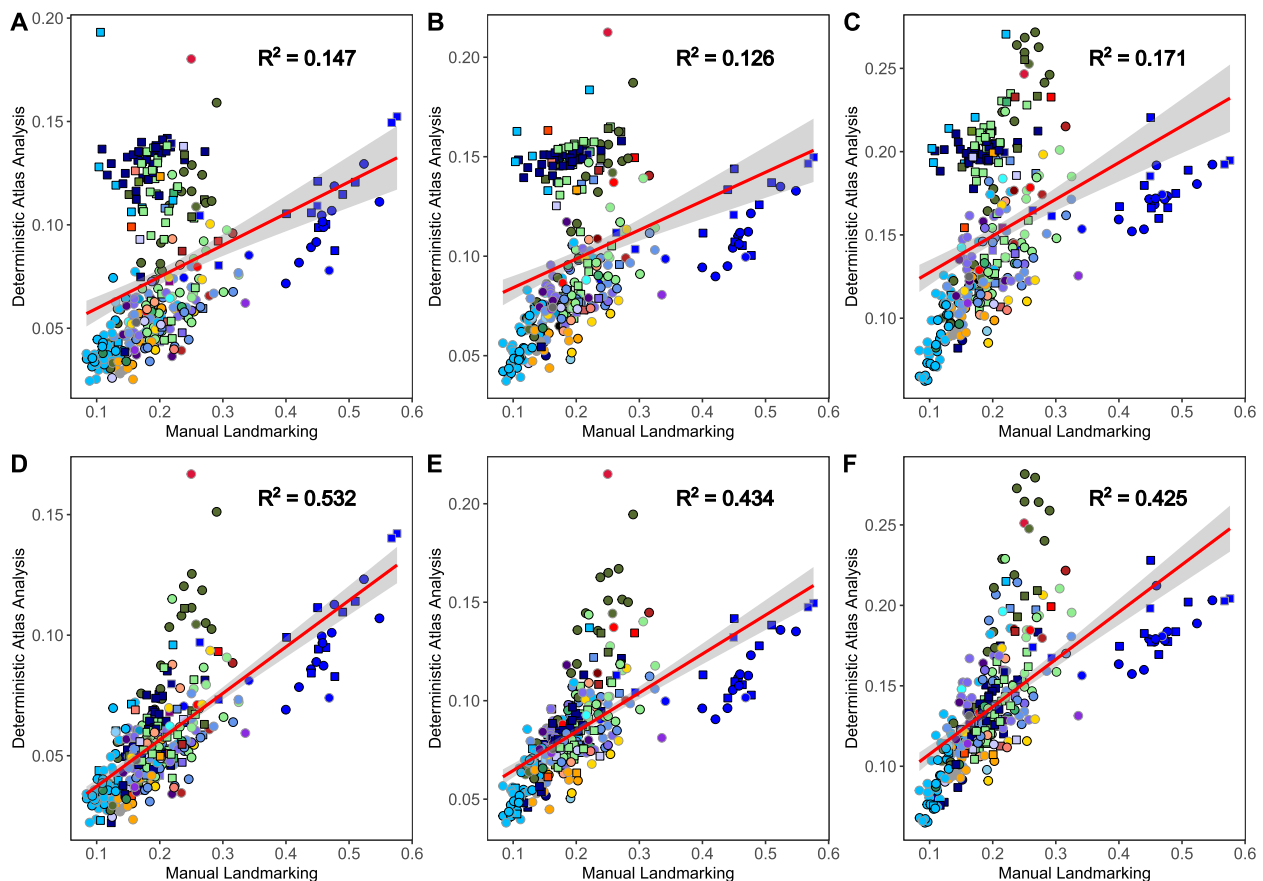 A
B
C
R² = 0.147
R² = 0.126
R² = 0.171
Deterministic Atlas Analysis
0.20
0.15
0.10
0.05
Deterministic Atlas Analysis
0.20
0.15
0.10
0.05
Deterministic Atlas Analysis
0.25
0.20
0.15
0.10
0.1 0.2 0.3 0.4 0.5 0.6
0.1 0.2 0.3 0.4 0.5 0.6
0.1 0.2 0.3 0.4 0.5 0.6
Manual Landmarking
Manual Landmarking
Manual Landmarking
D
E
F
R² = 0.532
R² = 0.434
R² = 0.425
Deterministic Atlas Analysis
0.15
0.10
0.05
Deterministic Atlas Analysis
0.20
0.15
0.10
0.05
Deterministic Atlas Analysis
0.25
0.20
0.15
0.10
0.1 0.2 0.3 0.4 0.5 0.6
0.1 0.2 0.3 0.4 0.5 0.6
0.1 0.2 0.3 0.4 0.5 0.6
Manual Landmarking
Manual Landmarking
Manual Landmarking